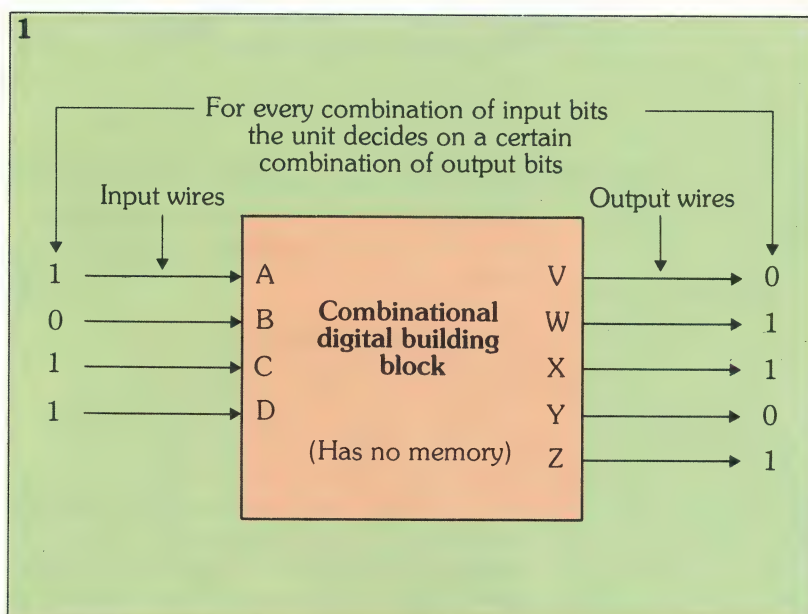 1
For every combination of input bits
the unit decides on a certain
combination of output bits
Input wires
Output wires
1 A V 0
0 B Combinational W 1
digital building
1 C block X 1
1 D Y 0
(Has no memory) Z 1